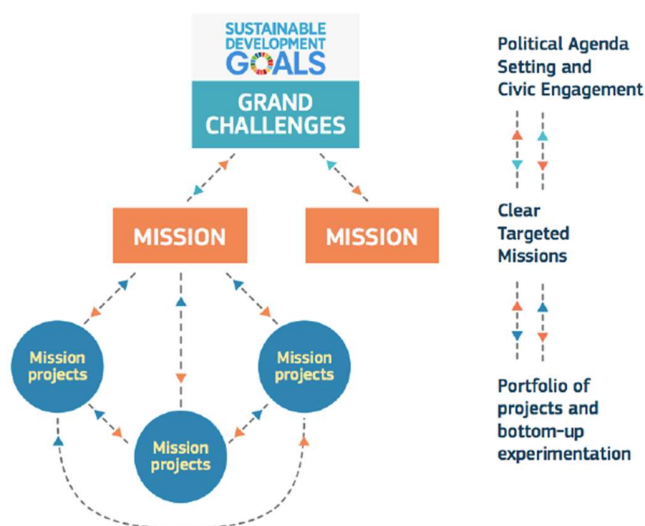 SUSTAINABLE
DEVELOPMENT
GOALS
GRAND
CHALLENGES
Political Agenda
Setting and
Civic Engagement
MISSION
MISSION
Clear
Targeted
Missions
Mission
projects
Mission
projects
Mission
projects
Portfolio of
projects and
bottom-up
experimentation